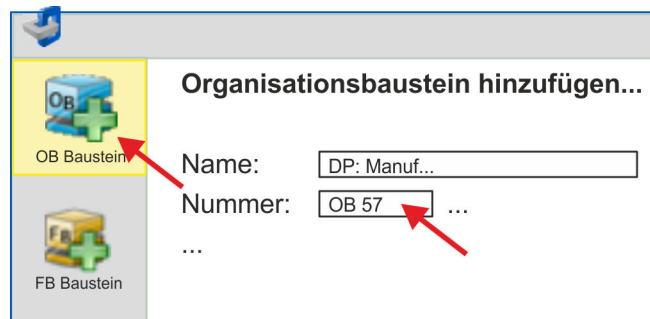 Organisationsbaustein hinzufügen...
OB
OB Baustein
Name: DP: Manuf...
Nummer: OB 57 ...
...
FB
FB Baustein